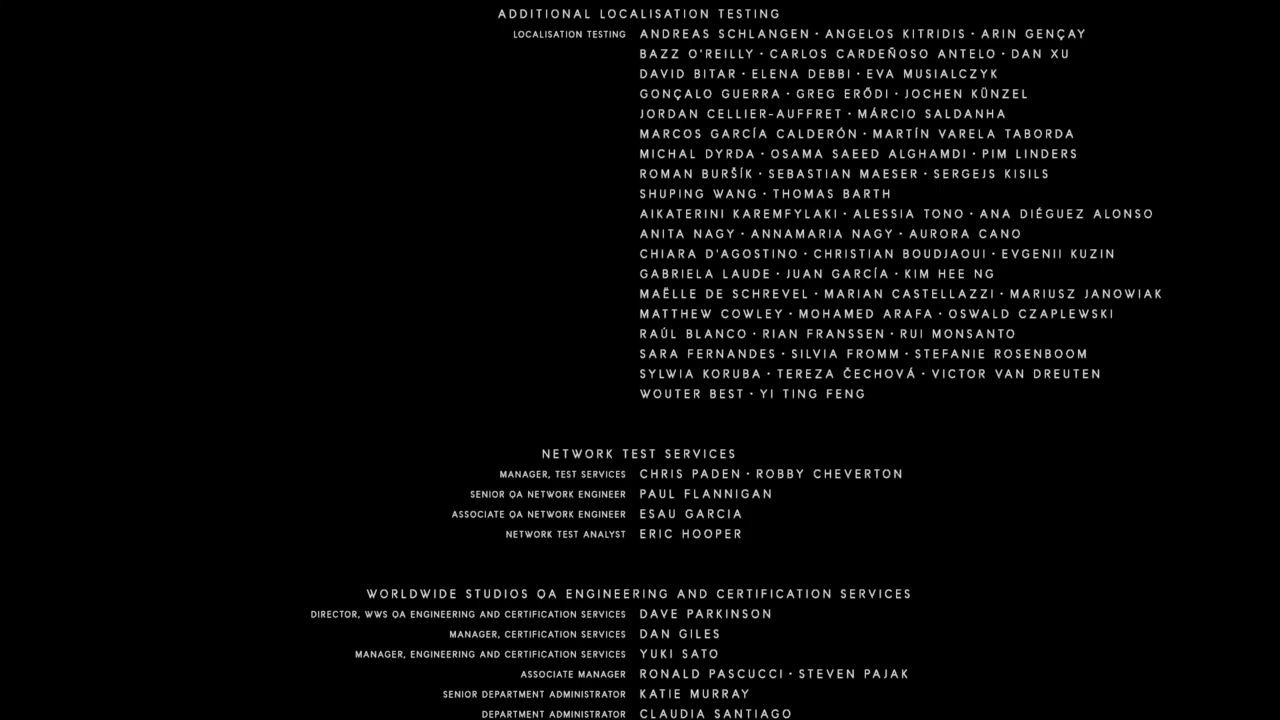 ADDITIONAL LOCALISATION TESTING
LOCALISATION TESTING ANDREAS SCHLANGEN · ANGELOS KITRIDIS · ARIN GENÇAY
BAZZ O'REILLY · CARLOS CARDEÑOSO ANTELO · DAN XU
DAVID BITAR · ELENA DEBBI · EVA MUSIALCZYK
GONÇALO GUERRA · GREG ERŐDI · JOCHEN KŰNZEL
JORDAN CELLIER-AUFFRET · MÁRCIO SALDANHA
MARCOS GARCÍA CALDERÓN · MARTÍN VARELA TABORDA
MICHAL DYRDA · OSAMA SAEED ALGHAMDI · PIM LINDERS
ROMAN BURŠÍK · SEBASTIAN MAESER · SERGEJS KISILS
SHUPING WANG · THOMAS BARTH
AIKATERINI KAREMFYLAKI · ALESSIA TONO · ANA DIÉGUEZ ALONSO
ANITA NAGY · ANNAMARIA NAGY · AURORA CANO
CHIARA D'AGOSTINO · CHRISTIAN BOUDJAOUI · EVGENII KUZIN
GABRIELA LAUDE · JUAN GARCÍA · KIM HEE NG
MAËLLE DE SCHREVEL · MARIAN CASTELLAZZI · MARIUSZ JANOWIAK
MATTHEW COWLEY · MOHAMED ARAFA · OSWALD CZAPLEWSKI
RAÚL BLANCO · RIAN FRANSSEN · RUI MONSANTO
SARA FERNANDES · SILVIA FROMM · STEFANIE ROSENBOOM
SYLWIA KORUBA · TEREZA ČECHOVÁ · VICTOR VAN DREUTEN
WOUTER BEST · YI TING FENG
NETWORK TEST SERVICES
MANAGER, TEST SERVICES CHRIS PADEN · ROBBY CHEVERTON
SENIOR QA NETWORK ENGINEER PAUL FLANNIGAN
ASSOCIATE QA NETWORK ENGINEER ESAU GARCIA
NETWORK TEST ANALYST ERIC HOOPER
WORLDWIDE STUDIOS QA ENGINEERING AND CERTIFICATION SERVICES
DIRECTOR, WWS QA ENGINEERING AND CERTIFICATION SERVICES DAVE PARKINSON
MANAGER, CERTIFICATION SERVICES DAN GILES
MANAGER, ENGINEERING AND CERTIFICATION SERVICES YUKI SATO
ASSOCIATE MANAGER RONALD PASCUCCI · STEVEN PAJAK
SENIOR DEPARTMENT ADMINISTRATOR KATIE MURRAY
DEPARTMENT ADMINISTRATOR CLAUDIA SANTIAGO